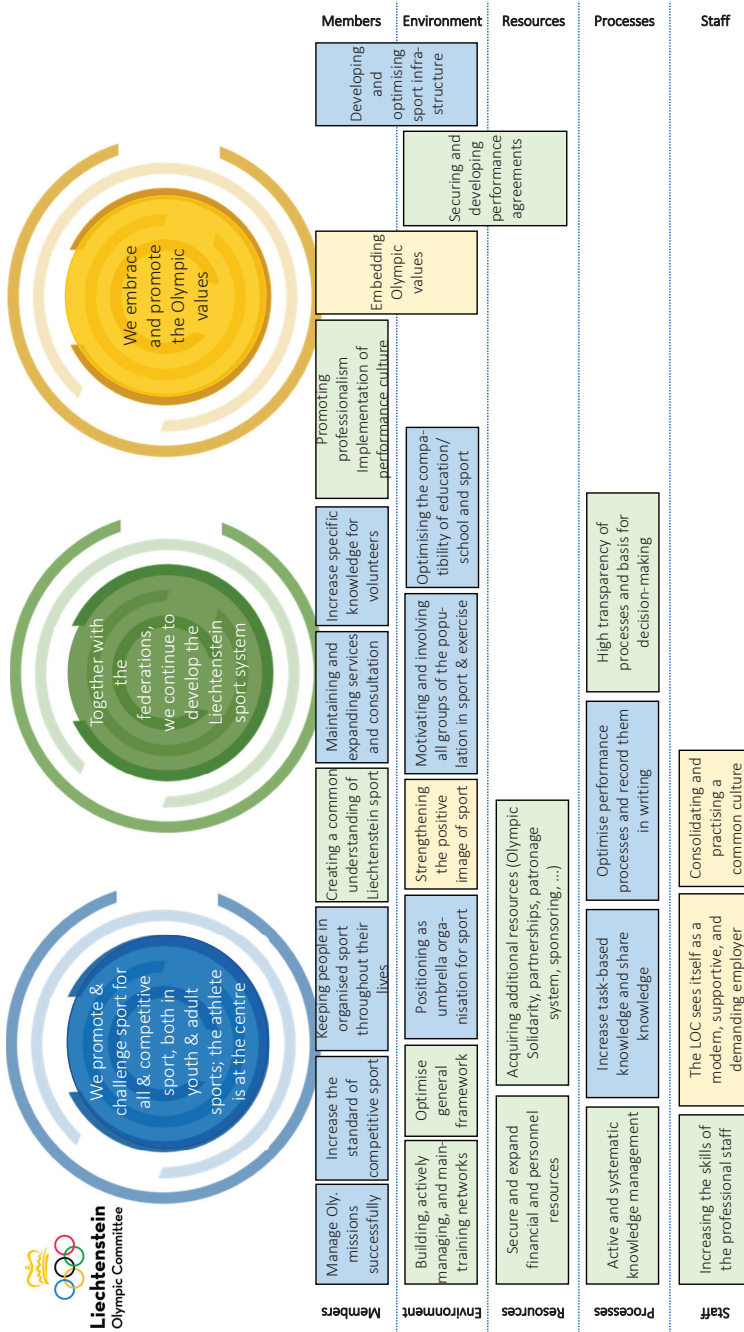 Liechtenstein
Olympic Committee
We promote &
challenge sport for
all & competitive
sport, both in
youth & adult
sports; the athlete
is at the centre
Together with
the
federations,
we continue to
develop the
Liechtenstein
sport system
We embrace
and promote
the Olympic
values
Members
Manage Oly.
missions
successfully
Increase the
standard of
competitive sport
Keeping people in
organised sport
throughout their
lives
Creating a common
understanding of
Liechtenstein sport
Maintaining and
expanding services
and consultation
Increase specific
knowledge for
volunteers
Promoting
professionalism
Implementation of
performance culture
Embedding
Olympic
values
Developing
and
optimising
sport infra-
structure
Members
Environment
Building, actively
managing, and main-
training networks
Optimise
general
framework
Positioning as
umbrella orga-
nisation for sport
Strengthening
the positive
image of sport
Motivating and involving
all groups of the popu-
lation in sport & exercise
Optimising the compa-
tibility of education/
school and sport
Securing and
developing
performance
agreements
Environment
Resources
Secure and expand
financial and personnel
resources
Acquiring additional resources (Olympic
Solidarity, partnerships, patronage
system, sponsoring, ...)
Resources
Processes
Active and systematic
knowledge management
Increase task-based
knowledge and share
knowledge
Optimise performance
processes and record them
in writing
High transparency of
processes and basis for
decision-making
Processes
Staff
Increasing the skills of
the professional staff
The LOC sees itself as a
modern, supportive, and
demanding employer
Consolidating and
practising a
common culture
Staff